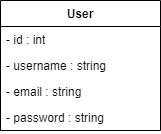 User
- id : int
- username : string
- email : string
- password : string